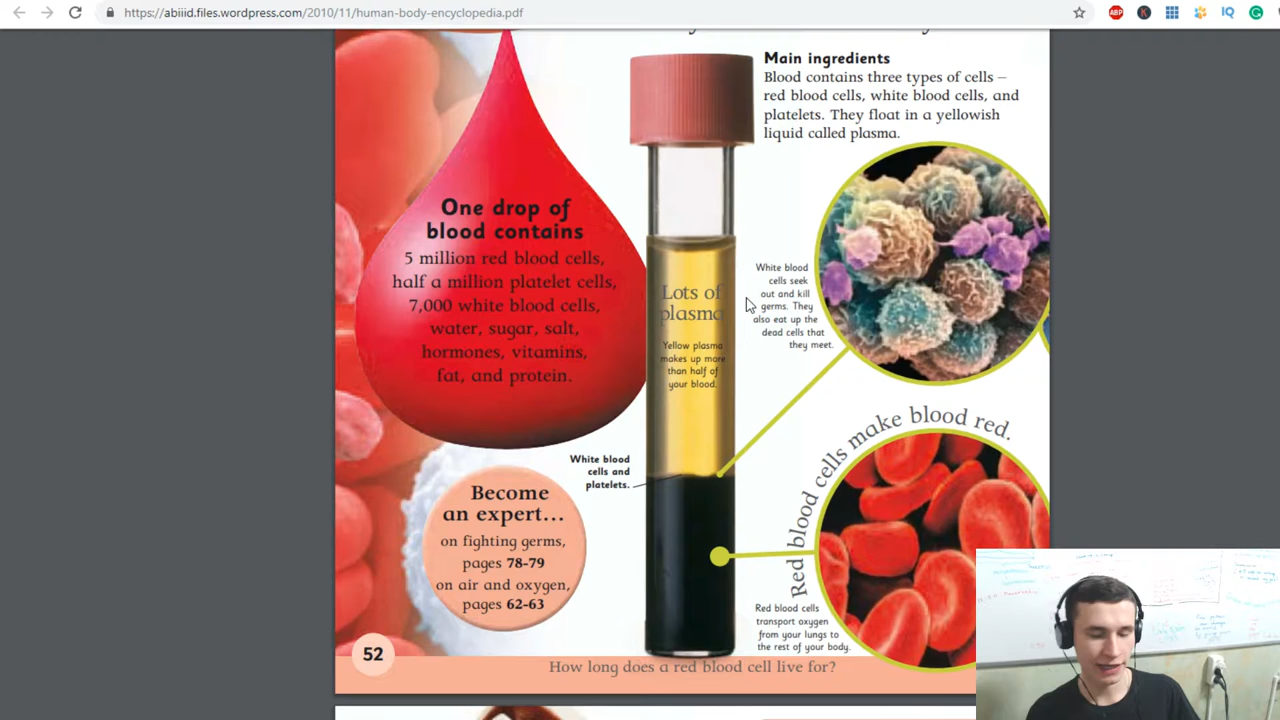 https://abiiid.files.wordpress.com/2010/11/human-body-encyclopedia.pdf
ABP
K
IQ
G
Main ingredients
Blood contains three types of cells –
red blood cells, white blood cells, and
platelets. They float in a yellowish
liquid called plasma.
One drop of
blood contains
5 million red blood cells,
half a million platelet cells,
7,000 white blood cells,
water, sugar, salt,
hormones, vitamins,
fat, and protein.
Lots of
plasma
Yellow plasma
makes up more
than half of
your blood.
White blood
cells seek
out and kill
germs. They
also eat up the
dead cells that
they meet.
White blood
cells and
platelets.
Red blood cells make blood red.
Become
an expert...
on fighting germs,
pages 78-79
on air and oxygen,
pages 62-63
Red blood cells
transport oxygen
from your lungs to
the rest of your body.
52
How long does a red blood cell live for?